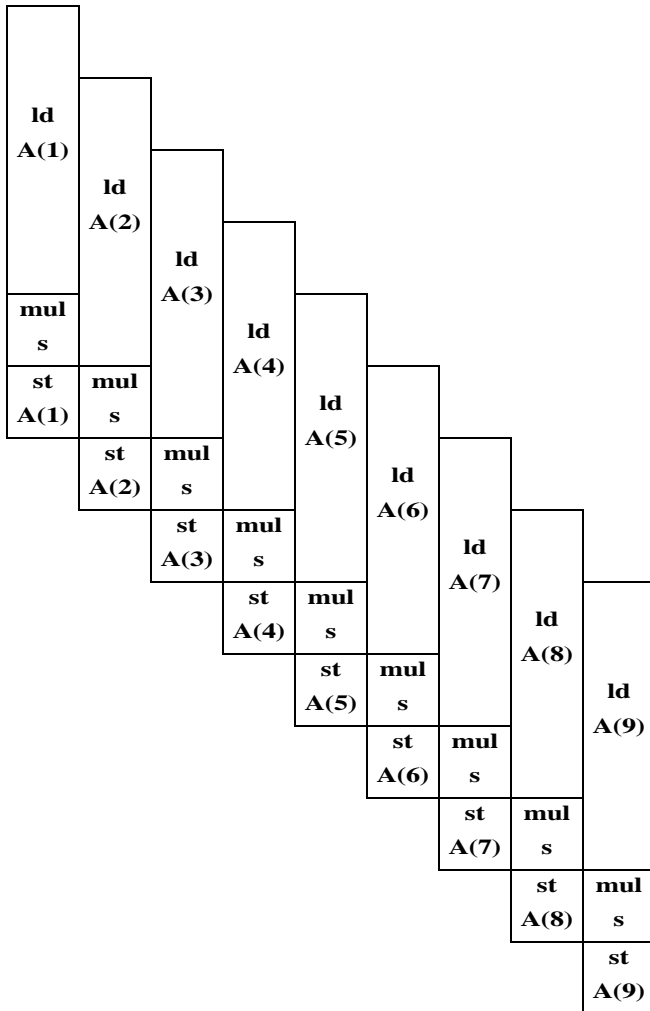 ld
A(1)
mul
s
st
A(1)
ld
A(2)
mul
s
st
A(2)
ld
A(3)
mul
s
st
A(3)
ld
A(4)
mul
s
st
A(4)
ld
A(5)
mul
s
st
A(5)
ld
A(6)
mul
s
st
A(6)
ld
A(7)
mul
s
st
A(7)
ld
A(8)
mul
s
st
A(8)
ld
A(9)
mul
s
st
A(9)